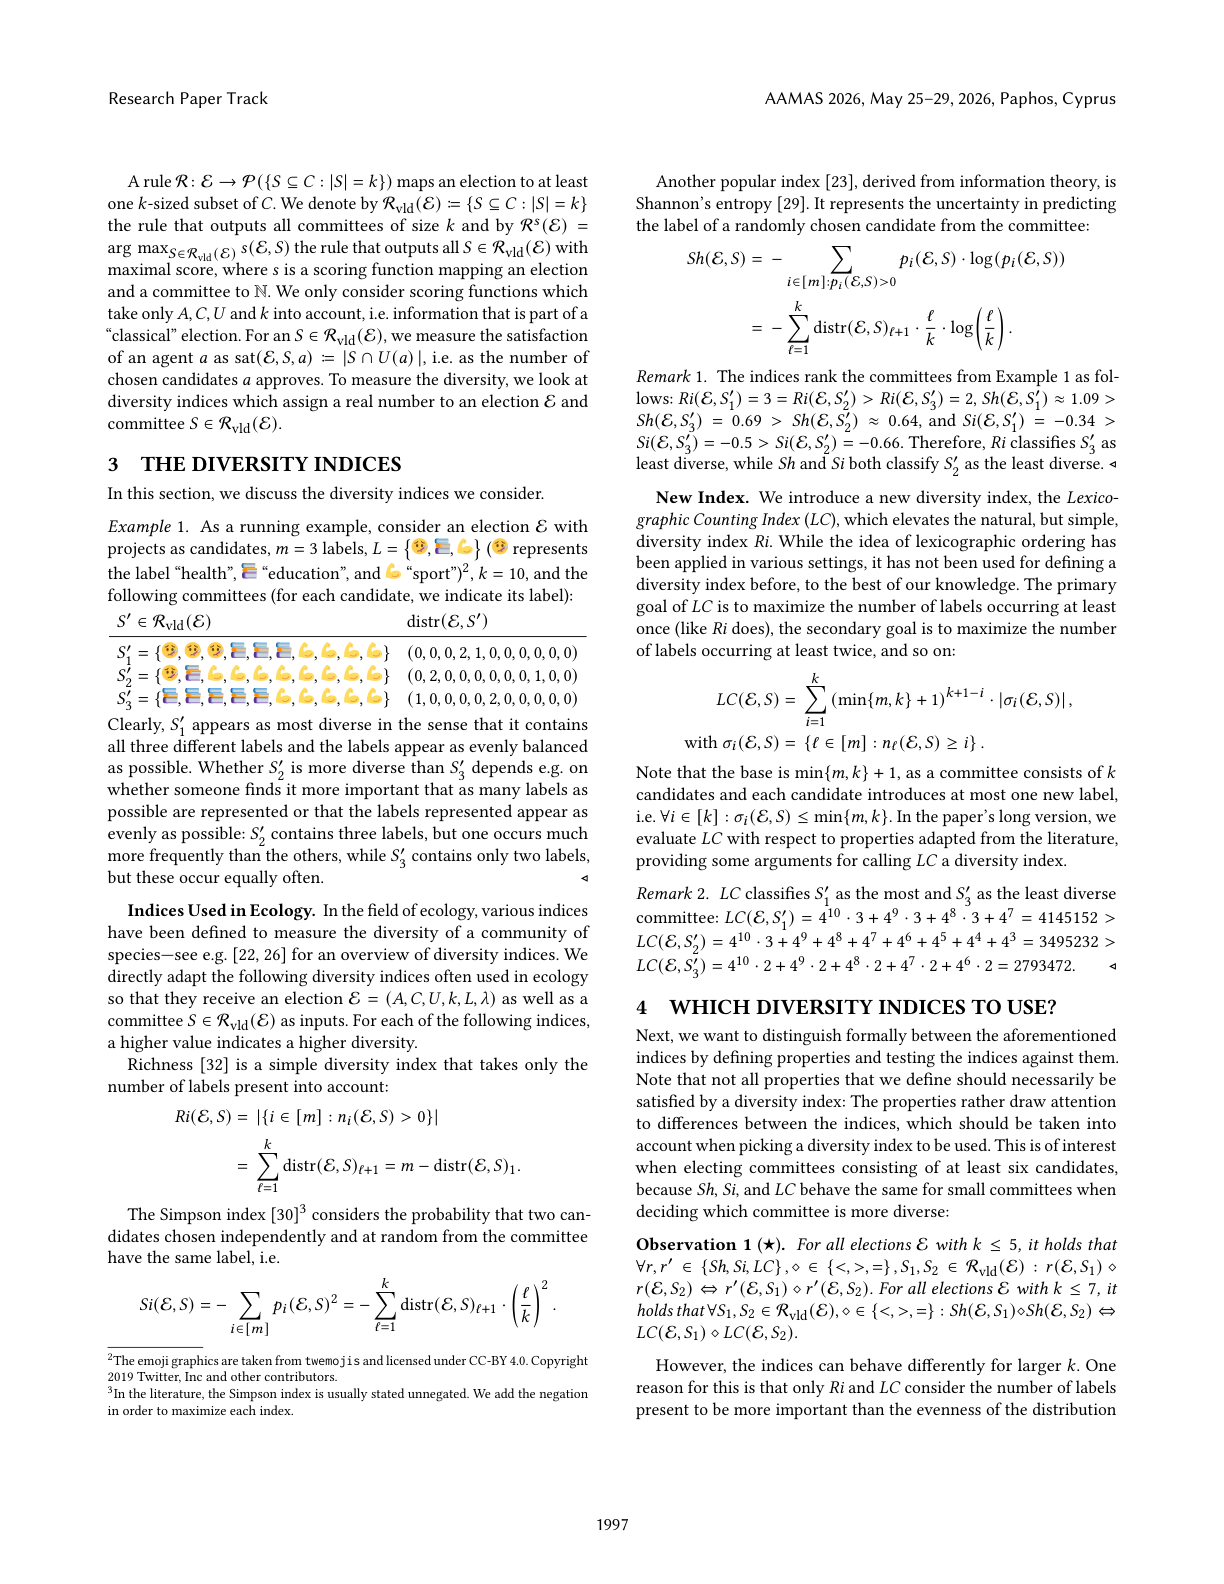 Research Paper Track
AAMAS 2026, May 25–29, 2026, Paphos, Cyprus
A rule R: E → P({S ⊆ C : |S| = k}) maps an election to at least
one k-sized subset of C. We denote by R_vld(E) ≔ {S ⊆ C : |S| = k}
the rule that outputs all committees of size k and by R^s(E) =
arg max_{S∈R_vld(E)} s(E, S) the rule that outputs all S ∈ R_vld(E) with
maximal score, where s is a scoring function mapping an election
and a committee to ℕ. We only consider scoring functions which
take only A, C, U and k into account, i.e. information that is part of a
“classical” election. For an S ∈ R_vld(E), we measure the satisfaction
of an agent a as sat(E, S, a) ≔ |S ∩ U(a)|, i.e. as the number of
chosen candidates a approves. To measure the diversity, we look at
diversity indices which assign a real number to an election E and
committee S ∈ R_vld(E).
3 THE DIVERSITY INDICES
In this section, we discuss the diversity indices we consider.
Example 1. As a running example, consider an election E with
projects as candidates, m = 3 labels, L = {🤒, 📚, 💪} (🤒 represents
the label “health”, 📚 “education”, and 💪 “sport”)², k = 10, and the
following committees (for each candidate, we indicate its label):
S′ ∈ R_vld(E) distr(E, S′)
S′₁ = {🤒, 🤒, 🤒, 📚, 📚, 📚, 💪, 💪, 💪, 💪} (0, 0, 0, 2, 1, 0, 0, 0, 0, 0, 0)
S′₂ = {🤒, 📚, 💪, 💪, 💪, 💪, 💪, 💪, 💪, 💪} (0, 2, 0, 0, 0, 0, 0, 0, 1, 0, 0)
S′₃ = {📚, 📚, 📚, 📚, 📚, 💪, 💪, 💪, 💪, 💪} (1, 0, 0, 0, 0, 2, 0, 0, 0, 0, 0)
Clearly, S′₁ appears as most diverse in the sense that it contains
all three different labels and the labels appear as evenly balanced
as possible. Whether S′₂ is more diverse than S′₃ depends e.g. on
whether someone finds it more important that as many labels as
possible are represented or that the labels represented appear as
evenly as possible: S′₂ contains three labels, but one occurs much
more frequently than the others, while S′₃ contains only two labels,
but these occur equally often. ◃
Indices Used in Ecology. In the field of ecology, various indices
have been defined to measure the diversity of a community of
species—see e.g. [22, 26] for an overview of diversity indices. We
directly adapt the following diversity indices often used in ecology
so that they receive an election E = (A, C, U, k, L, λ) as well as a
committee S ∈ R_vld(E) as inputs. For each of the following indices,
a higher value indicates a higher diversity.
Richness [32] is a simple diversity index that takes only the
number of labels present into account:
Ri(E, S) = |{i ∈ [m] : n_i(E, S) > 0}|
= ∑_{ℓ=1}^{k} distr(E, S)_{ℓ+1} = m − distr(E, S)₁.
The Simpson index [30]³ considers the probability that two can-
didates chosen independently and at random from the committee
have the same label, i.e.
Si(E, S) = − ∑_{i∈[m]} p_i(E, S)² = − ∑_{ℓ=1}^{k} distr(E, S)_{ℓ+1} · (ℓ/k)².
²The emoji graphics are taken from twemojis and licensed under CC-BY 4.0. Copyright
2019 Twitter, Inc and other contributors.
³In the literature, the Simpson index is usually stated unnegated. We add the negation
in order to maximize each index.
Another popular index [23], derived from information theory, is
Shannon’s entropy [29]. It represents the uncertainty in predicting
the label of a randomly chosen candidate from the committee:
Sh(E, S) = − ∑_{i∈[m]:p_i(E,S)>0} p_i(E, S) · log(p_i(E, S))
= − ∑_{ℓ=1}^{k} distr(E, S)_{ℓ+1} · ℓ/k · log(ℓ/k).
Remark 1. The indices rank the committees from Example 1 as fol-
lows: Ri(E, S′₁) = 3 = Ri(E, S′₂) > Ri(E, S′₃) = 2, Sh(E, S′₁) ≈ 1.09 >
Sh(E, S′₃) = 0.69 > Sh(E, S′₂) ≈ 0.64, and Si(E, S′₁) = −0.34 >
Si(E, S′₃) = −0.5 > Si(E, S′₂) = −0.66. Therefore, Ri classifies S′₃ as
least diverse, while Sh and Si both classify S′₂ as the least diverse. ◃
New Index. We introduce a new diversity index, the Lexico-
graphic Counting Index (LC), which elevates the natural, but simple,
diversity index Ri. While the idea of lexicographic ordering has
been applied in various settings, it has not been used for defining a
diversity index before, to the best of our knowledge. The primary
goal of LC is to maximize the number of labels occurring at least
once (like Ri does), the secondary goal is to maximize the number
of labels occurring at least twice, and so on:
LC(E, S) = ∑_{i=1}^{k} (min{m, k} + 1)^{k+1−i} · |σ_i(E, S)|,
with σ_i(E, S) = {ℓ ∈ [m] : n_ℓ(E, S) ≥ i}.
Note that the base is min{m, k} + 1, as a committee consists of k
candidates and each candidate introduces at most one new label,
i.e. ∀i ∈ [k] : σ_i(E, S) ≤ min{m, k}. In the paper’s long version, we
evaluate LC with respect to properties adapted from the literature,
providing some arguments for calling LC a diversity index.
Remark 2. LC classifies S′₁ as the most and S′₃ as the least diverse
committee: LC(E, S′₁) = 4¹⁰ · 3 + 4⁹ · 3 + 4⁸ · 3 + 4⁷ = 4145152 >
LC(E, S′₂) = 4¹⁰ · 3 + 4⁹ + 4⁸ + 4⁷ + 4⁶ + 4⁵ + 4⁴ + 4³ = 3495232 >
LC(E, S′₃) = 4¹⁰ · 2 + 4⁹ · 2 + 4⁸ · 2 + 4⁷ · 2 + 4⁶ · 2 = 2793472. ◃
4 WHICH DIVERSITY INDICES TO USE?
Next, we want to distinguish formally between the aforementioned
indices by defining properties and testing the indices against them.
Note that not all properties that we define should necessarily be
satisfied by a diversity index: The properties rather draw attention
to differences between the indices, which should be taken into
account when picking a diversity index to be used. This is of interest
when electing committees consisting of at least six candidates,
because Sh, Si, and LC behave the same for small committees when
deciding which committee is more diverse:
Observation 1 (★). For all elections E with k ≤ 5, it holds that
∀r, r′ ∈ {Sh, Si, LC}, ⋄ ∈ {<, >, =}, S₁, S₂ ∈ R_vld(E) : r(E, S₁) ⋄
r(E, S₂) ⇔ r′(E, S₁) ⋄ r′(E, S₂). For all elections E with k ≤ 7, it
holds that ∀S₁, S₂ ∈ R_vld(E), ⋄ ∈ {<, >, =} : Sh(E, S₁)⋄Sh(E, S₂) ⇔
LC(E, S₁) ⋄ LC(E, S₂).
However, the indices can behave differently for larger k. One
reason for this is that only Ri and LC consider the number of labels
present to be more important than the evenness of the distribution
1997